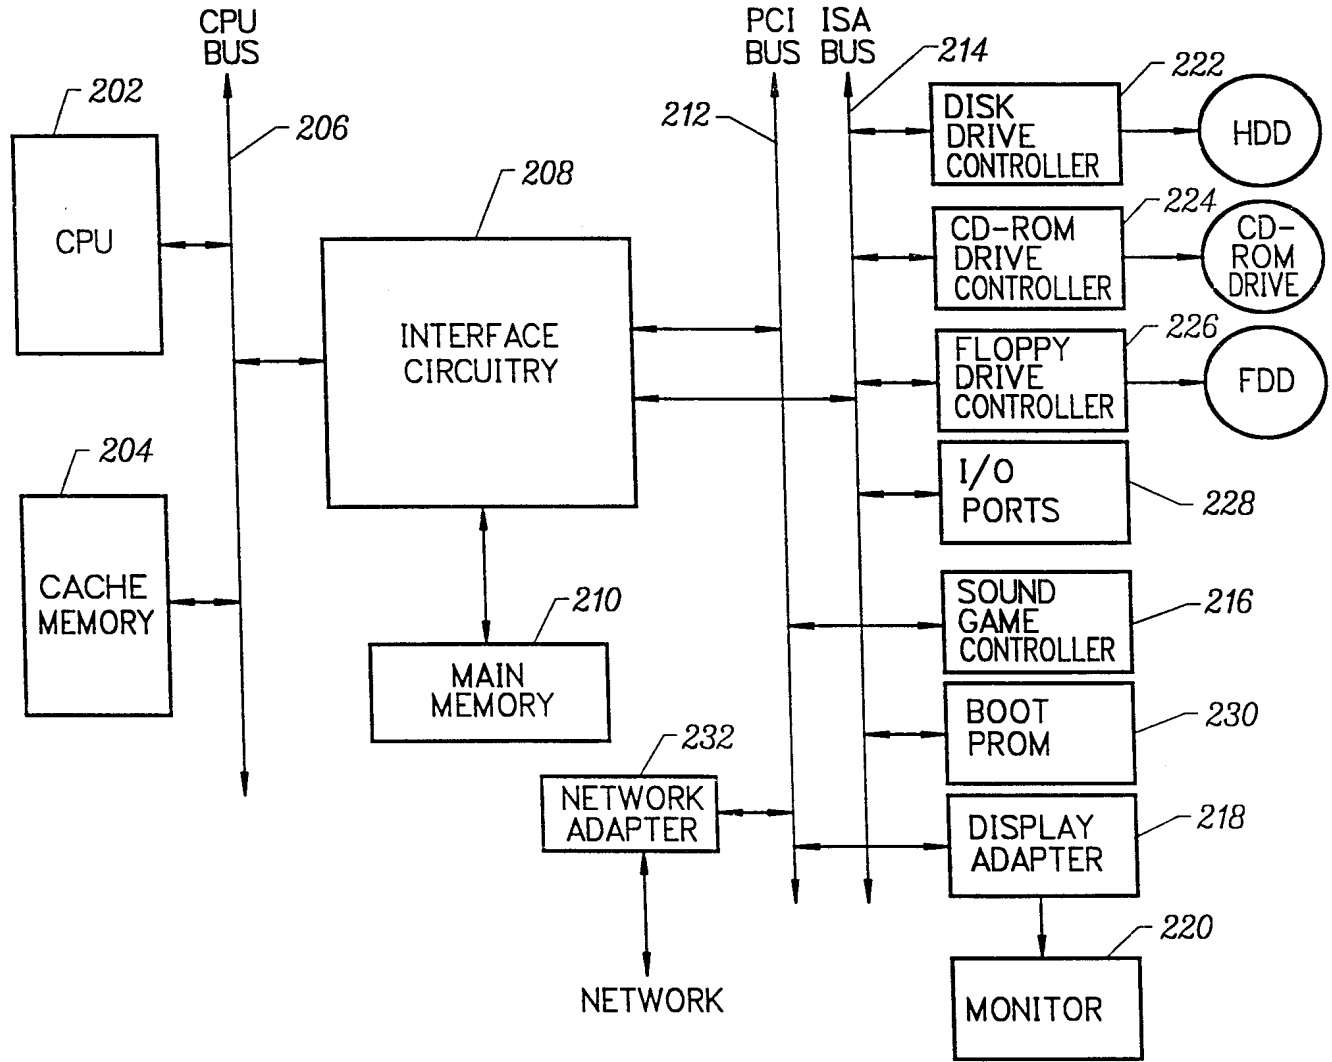 CPU
BUS
PCI
BUS
ISA
BUS
214
222
202
206
212
DISK
DRIVE
CONTROLLER
HDD
208
224
CPU
CD-ROM
DRIVE
CONTROLLER
CD-
ROM
DRIVE
226
INTERFACE
CIRCUITRY
FLOPPY
DRIVE
CONTROLLER
FDD
204
I/O
PORTS
228
CACHE
MEMORY
210
SOUND
GAME
CONTROLLER
216
MAIN
MEMORY
BOOT
PROM
230
232
NETWORK
ADAPTER
DISPLAY
ADAPTER
218
220
NETWORK
MONITOR